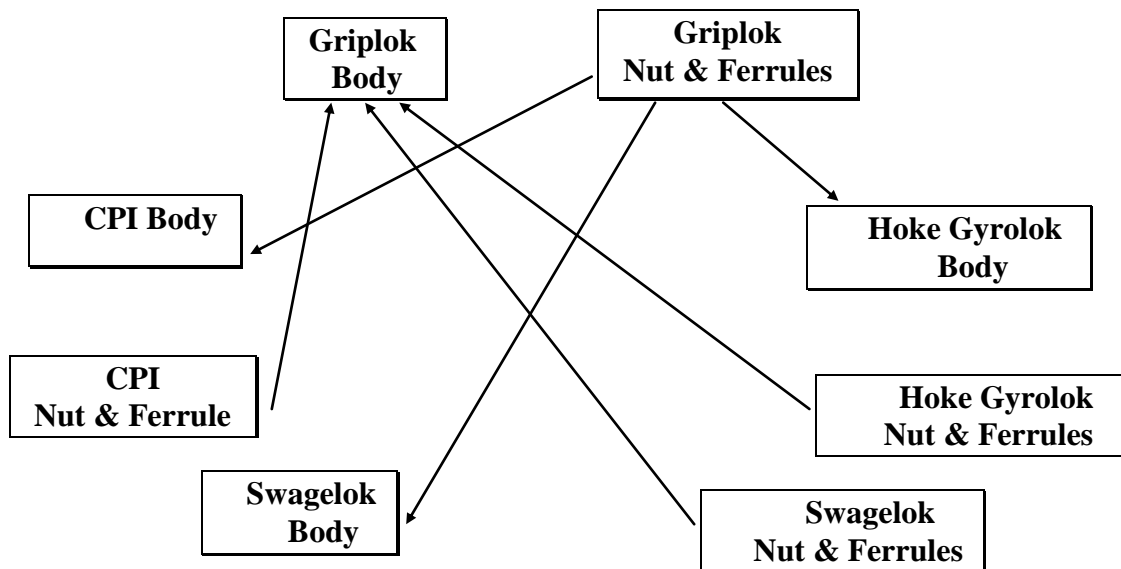 Griplok
Body
Griplok
Nut & Ferrules
CPI Body
Hoke Gyrolok
Body
CPI
Nut & Ferrule
Hoke Gyrolok
Nut & Ferrules
Swagelok
Body
Swagelok
Nut & Ferrules